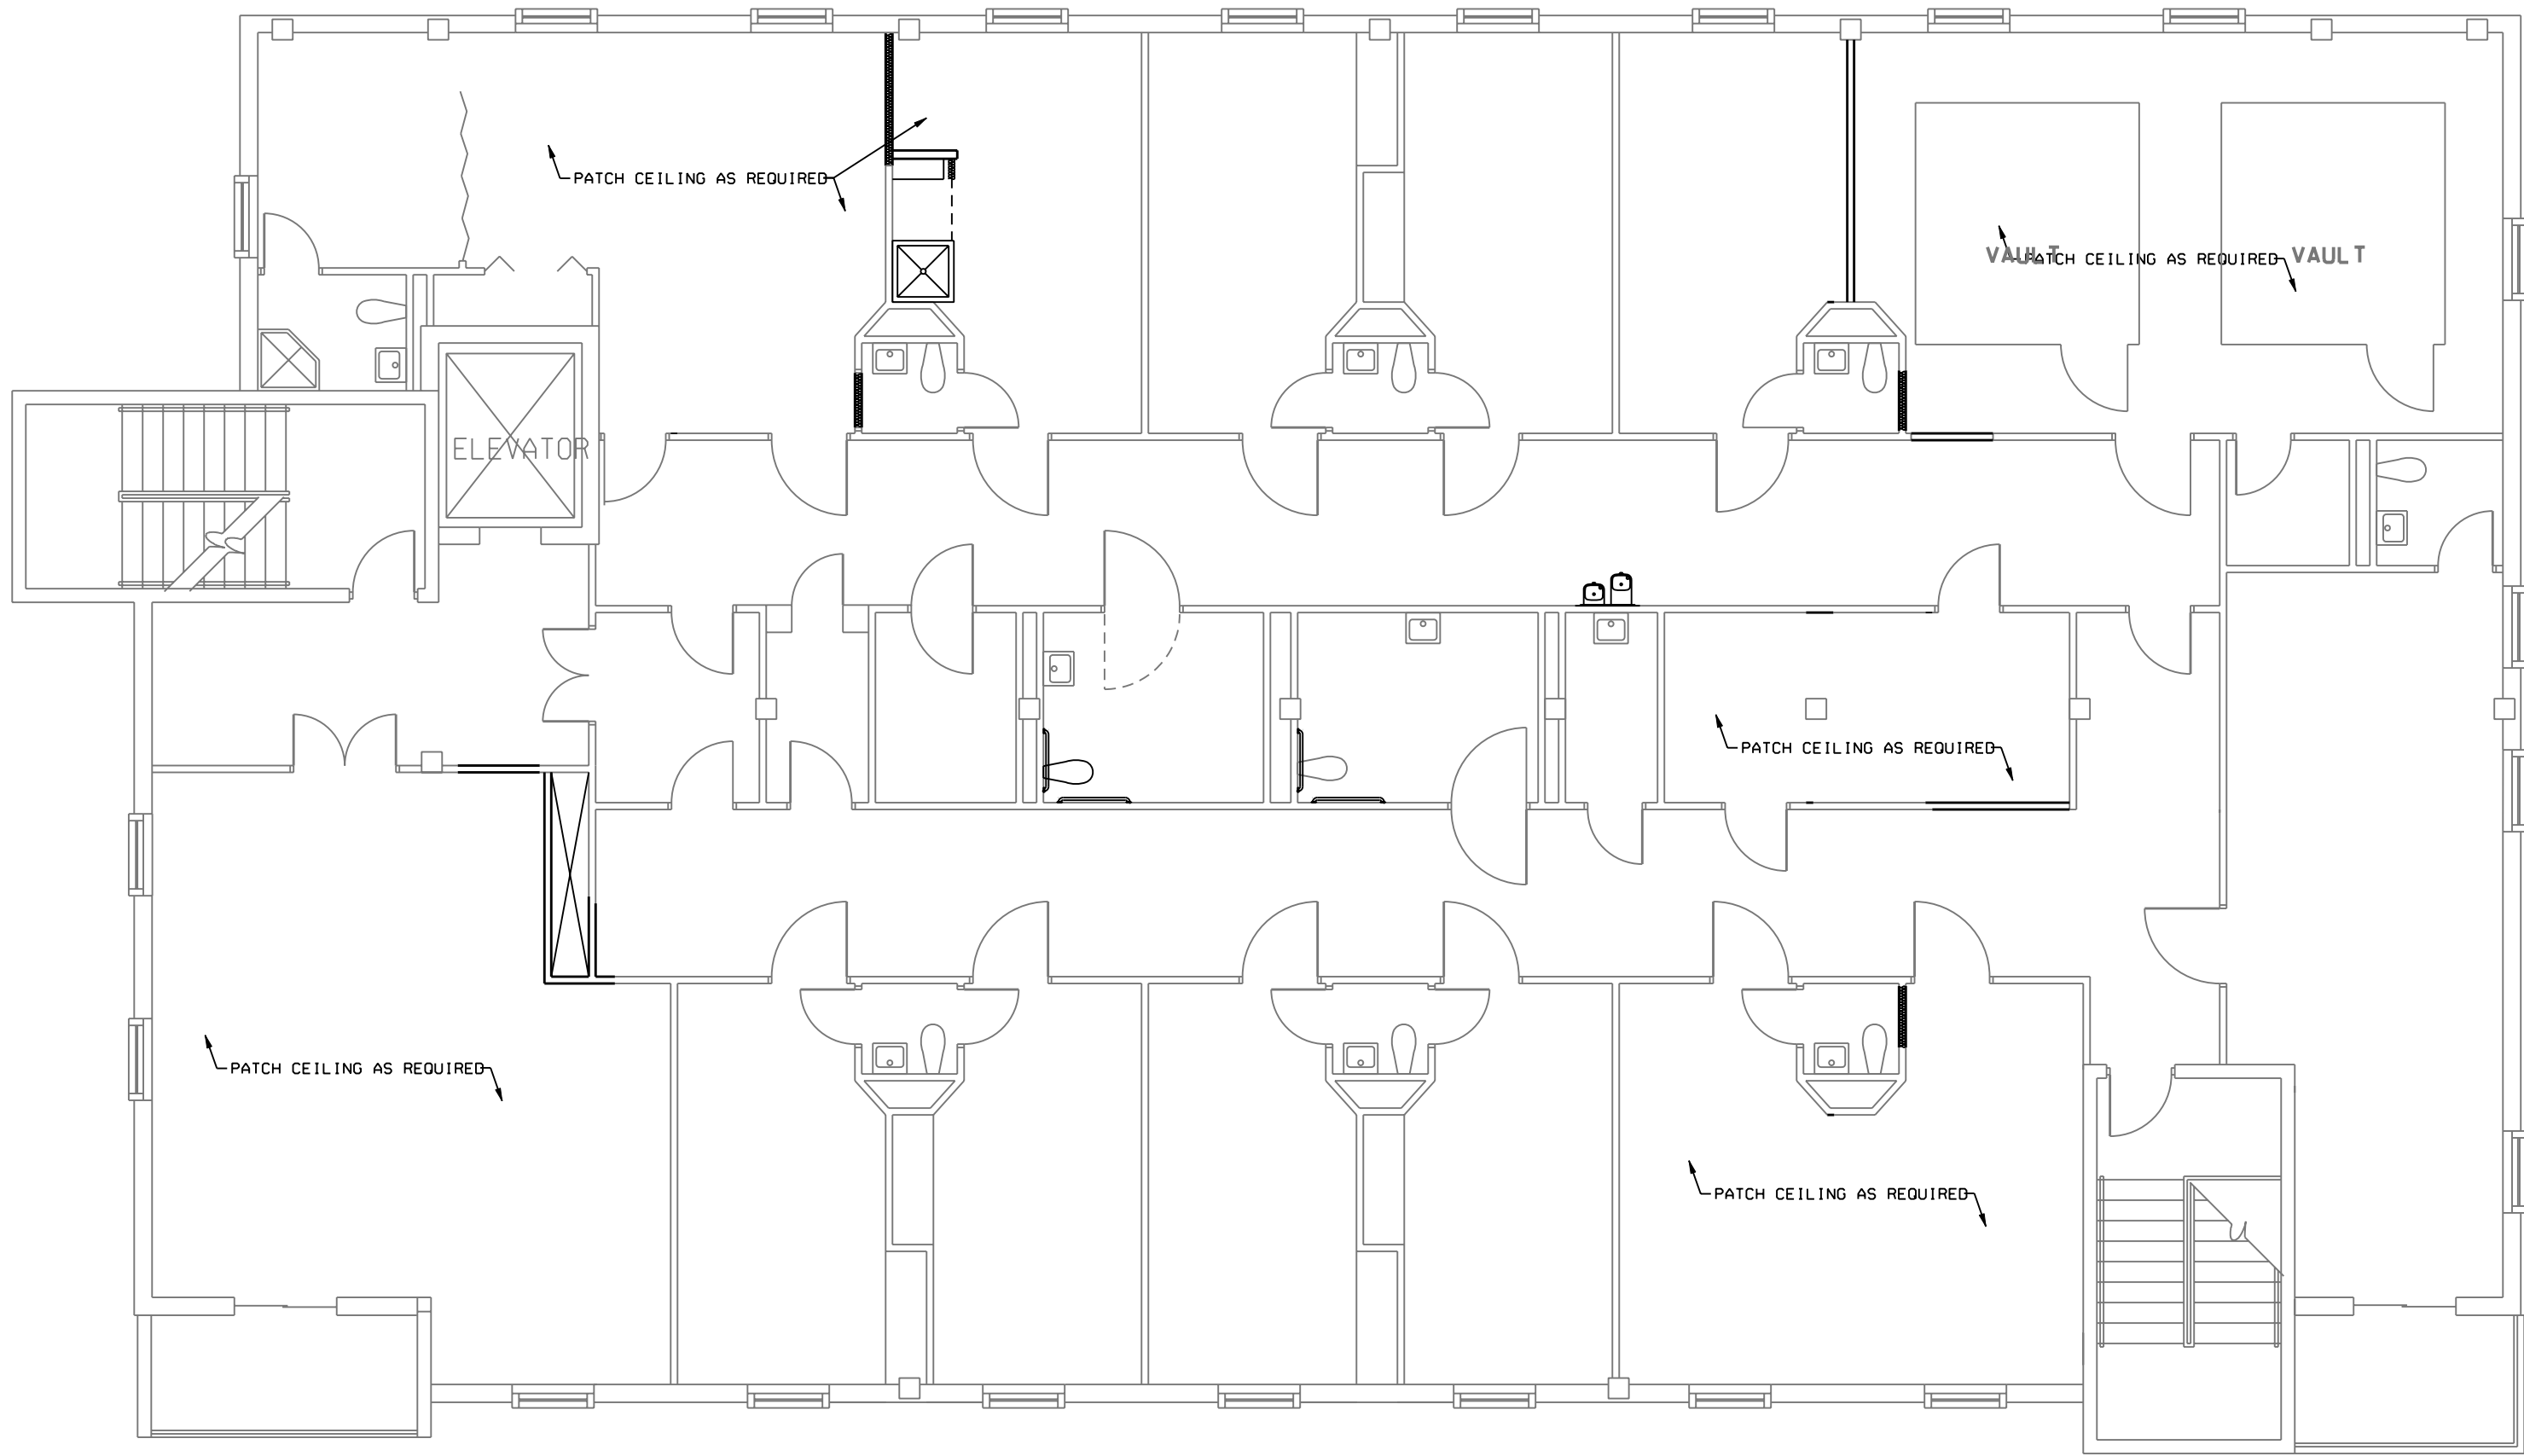 PATCH CEILING AS REQUIRED
VAULT
PATCH CEILING AS REQUIRED
VAULT
ELEVATOR
PATCH CEILING AS REQUIRED
PATCH CEILING AS REQUIRED
PATCH CEILING AS REQUIRED